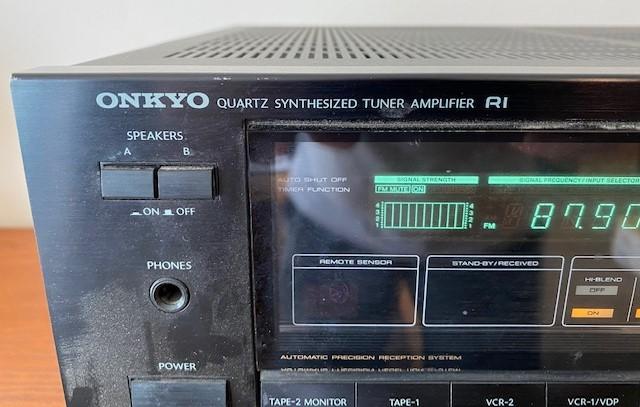 ONKYO QUARTZ SYNTHESIZED TUNER AMPLIFIER RI
SPEAKERS
A B
ON OFF
PHONES
POWER
AUTO SHUT OFF
TIMER FUNCTION
SIGNAL STRENGTH
SIGNAL FREQUENCY/INPUT SELECTOR
FM MUTE ON
FM 87.90
REMOTE SENSOR
STAND-BY/RECEIVED
HI-BLEND
OFF
ON
AUTOMATIC PRECISION RECEPTION SYSTEM
TAPE-2 MONITOR TAPE-1 VCR-2 VCR-1/VDP